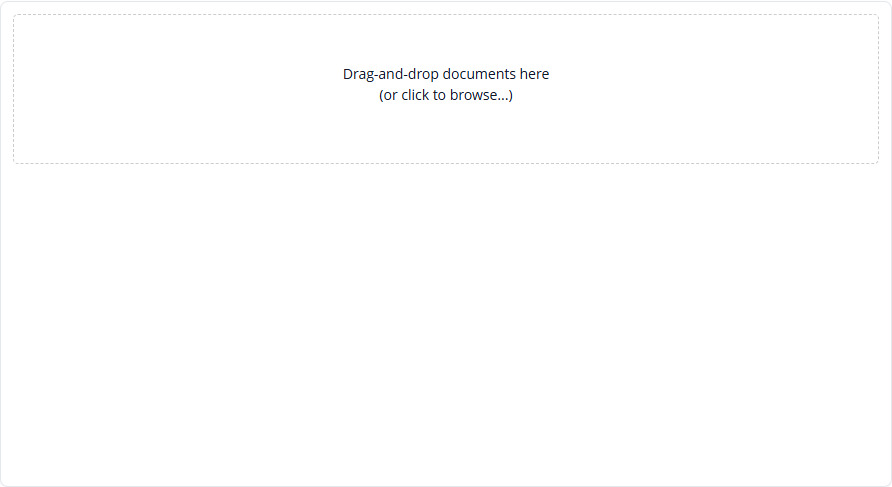 Drag-and-drop documents here
(or click to browse...)